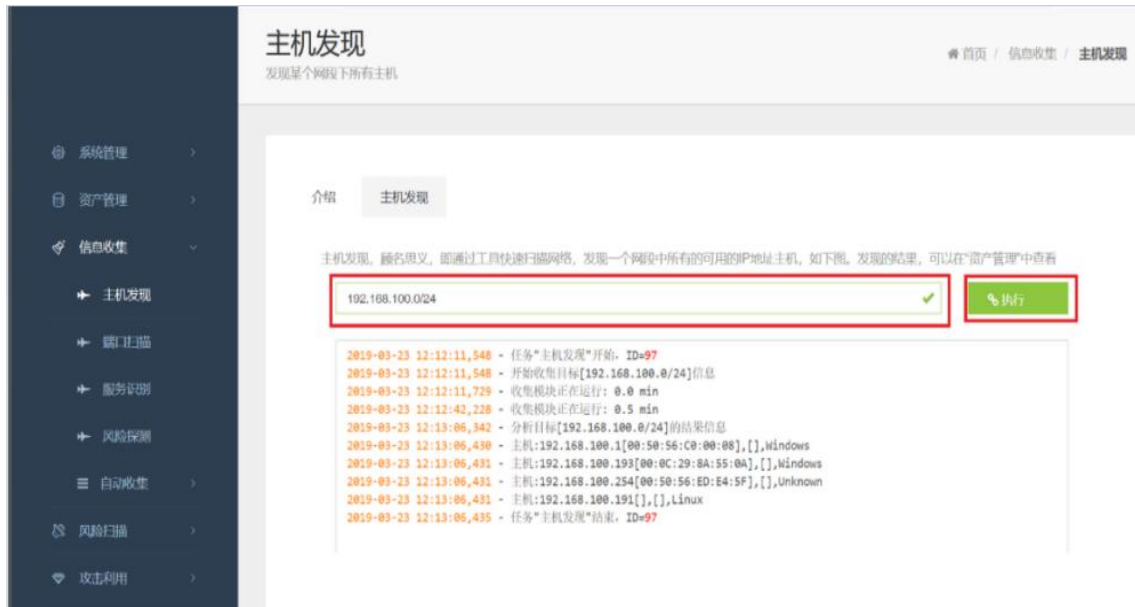 主机发现
发现某个网段下所有主机
首页 / 信息收集 / 主机发现
系统管理
资产管理
信息收集
主机发现
端口扫描
服务识别
风险探测
自动收集
风险扫描
攻击利用
介绍 主机发现
主机发现，顾名思义，即通过工具快速扫描网络，发现一个网段中所有的可用的IP地址主机，如下图。发现的结果，可以在"资产管理"中查看
192.168.100.0/24 执行
2019-03-23 12:12:11,548 - 任务"主机发现"开始，ID=97
2019-03-23 12:12:11,548 - 开始收集目标[192.168.100.0/24]信息
2019-03-23 12:12:11,729 - 收集模块正在运行: 0.0 min
2019-03-23 12:12:42,228 - 收集模块正在运行: 0.5 min
2019-03-23 12:13:06,342 - 分析目标[192.168.100.0/24]的结果信息
2019-03-23 12:13:06,430 - 主机:192.168.100.1[00:50:56:C0:00:08],[],Windows
2019-03-23 12:13:06,431 - 主机:192.168.100.193[00:0C:29:8A:55:0A],[],Windows
2019-03-23 12:13:06,431 - 主机:192.168.100.254[00:50:56:ED:E4:5F],[],Unknown
2019-03-23 12:13:06,431 - 主机:192.168.100.191[],[],Linux
2019-03-23 12:13:06,435 - 任务"主机发现"结束，ID=97